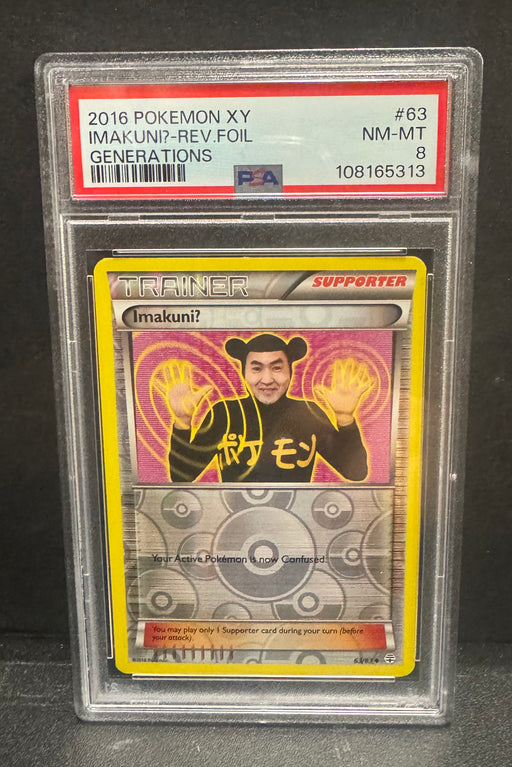 2016 POKEMON XY #63
IMAKUNI?-REV.FOIL NM-MT
GENERATIONS 8
PSA 108165313
TRAINER SUPPORTER
Imakuni?
ポケモン
Your Active Pokémon is now Confused.
You may play only 1 Supporter card during your turn (before
your attack).
63/83